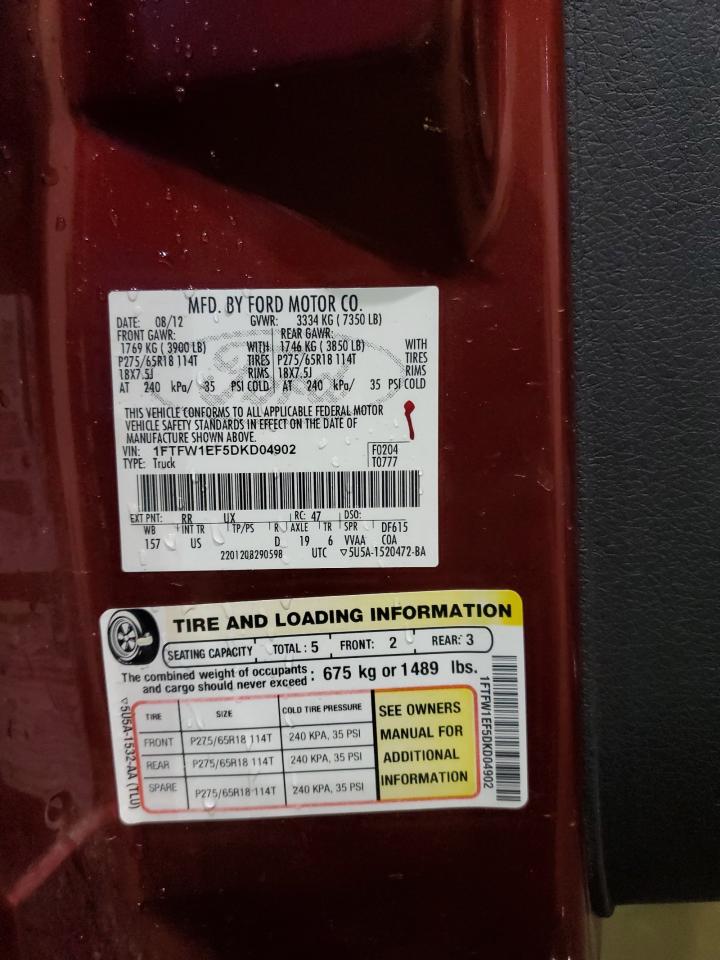 MFD. BY FORD MOTOR CO.
DATE: 08/12 GVWR: 3334 KG ( 7350 LB)
FRONT GAWR: REAR GAWR:
1769 KG ( 3900 LB) WITH 1746 KG ( 3850 LB) WITH
P275/65R18 114T TIRES P275/65R18 114T TIRES
18X7.5J RIMS 18X7.5J RIMS
AT 240 kPa/ 35 PSI COLD AT 240 kPa/ 35 PSI COLD
THIS VEHICLE CONFORMS TO ALL APPLICABLE FEDERAL MOTOR
VEHICLE SAFETY STANDARDS IN EFFECT ON THE DATE OF
MANUFACTURE SHOWN ABOVE.
VIN: 1FTFW1EF5DKD04902 F0204
TYPE: Truck T0777
EXT PNT: RR UX RC: 47 DSO:
WB INT TR TP/PS R AXLE TR SPR DF615
157 US D 19 6 VVAA COA
2201208290598 UTC ▽5U5A-1520472-BA
TIRE AND LOADING INFORMATION
SEATING CAPACITY TOTAL : 5 FRONT: 2 REAR: 3
The combined weight of occupants
and cargo should never exceed : 675 kg or 1489 lbs.
TIRE SIZE COLD TIRE PRESSURE
FRONT P275/65R18 114T 240 KPA, 35 PSI
REAR P275/65R18 114T 240 KPA, 35 PSI
SPARE P275/65R18 114T 240 KPA, 35 PSI
SEE OWNERS
MANUAL FOR
ADDITIONAL
INFORMATION
▽5U5A-1532-AA (TLU)
1FTFW1EF5DKD04902